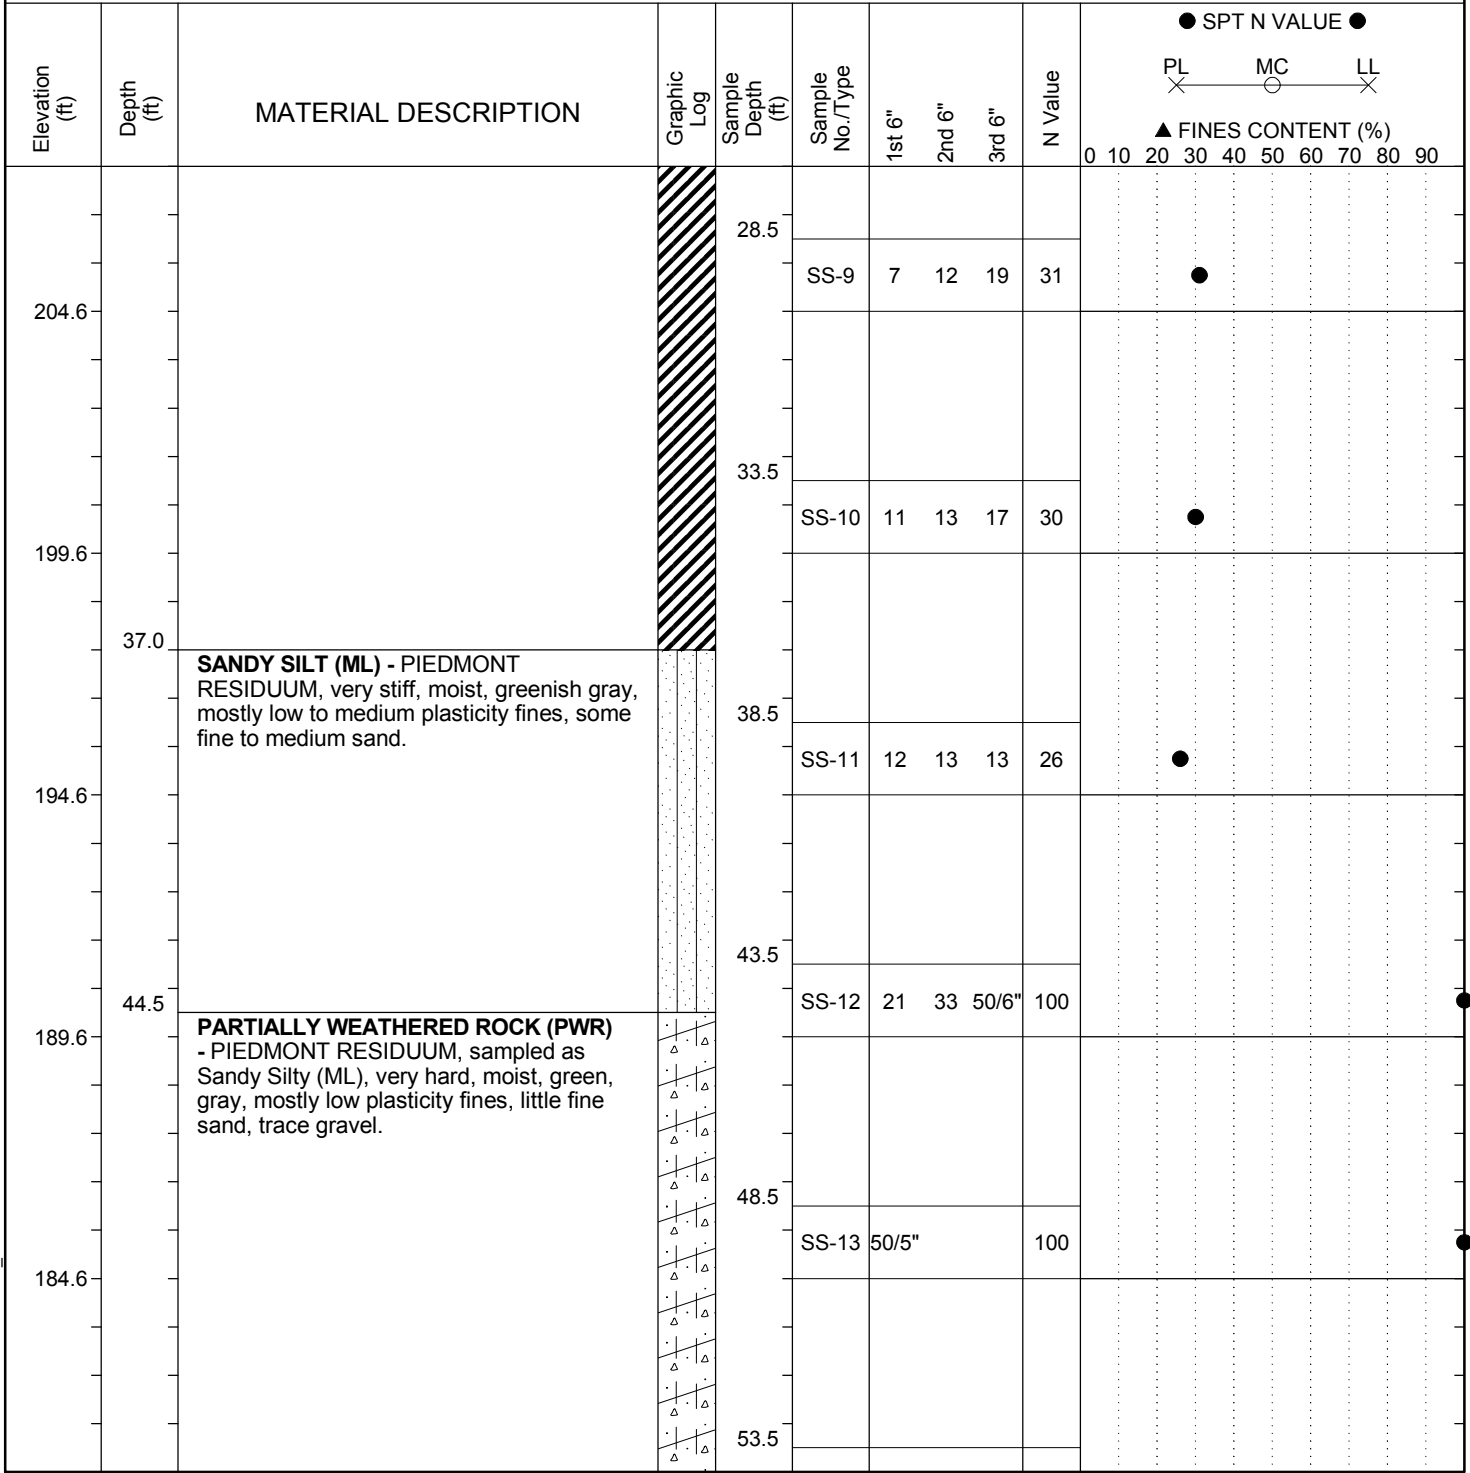 ● SPT N VALUE ●
PL MC LL
▲ FINES CONTENT (%)
0 10 20 30 40 50 60 70 80 90
Elevation
(ft)
Depth
(ft)
MATERIAL DESCRIPTION
Graphic
Log
Sample
Depth
(ft)
Sample
No./Type
1st 6"
2nd 6"
3rd 6"
N Value
28.5
SS-9 7 12 19 31
204.6
33.5
SS-10 11 13 17 30
199.6
37.0
SANDY SILT (ML) - PIEDMONT
RESIDUUM, very stiff, moist, greenish gray,
mostly low to medium plasticity fines, some
fine to medium sand.
38.5
SS-11 12 13 13 26
194.6
43.5
SS-12 21 33 50/6" 100
44.5
PARTIALLY WEATHERED ROCK (PWR)
- PIEDMONT RESIDUUM, sampled as
Sandy Silty (ML), very hard, moist, green,
gray, mostly low plasticity fines, little fine
sand, trace gravel.
189.6
48.5
SS-13 50/5" 100
184.6
53.5